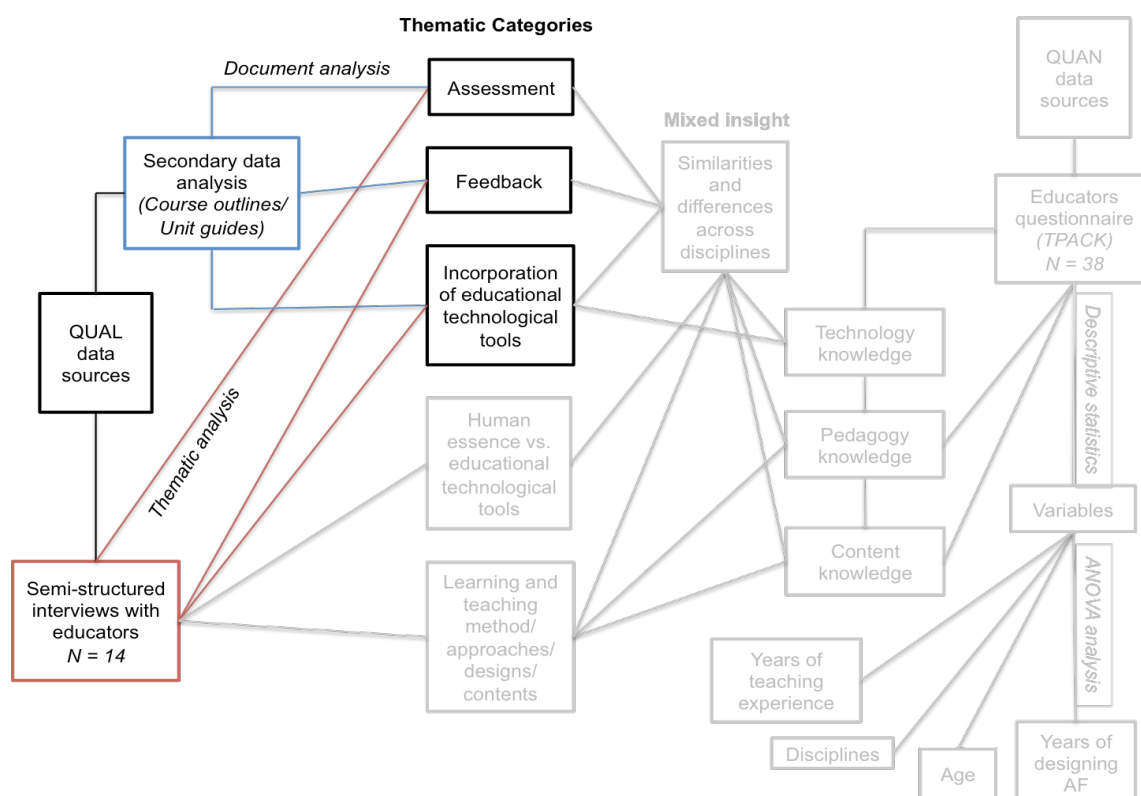 Thematic Categories
Document analysis
Assessment
QUAN
data
sources
Mixed insight
Secondary data
analysis
(Course outlines/
Unit guides)
Feedback
Similarities
and
differences
across
disciplines
Educators
questionnaire
(TPACK)
N = 38
Incorporation
of educational
technological
tools
QUAL
data
sources
Technology
knowledge
Descriptive statistics
Thematic analysis
Human
essence vs.
educational
technological
tools
Pedagogy
knowledge
Variables
Semi-structured
interviews with
educators
N = 14
Learning and
teaching
method/
approaches/
designs/
contents
Content
knowledge
ANOVA analysis
Years of
teaching
experience
Disciplines
Age
Years of
designing
AF